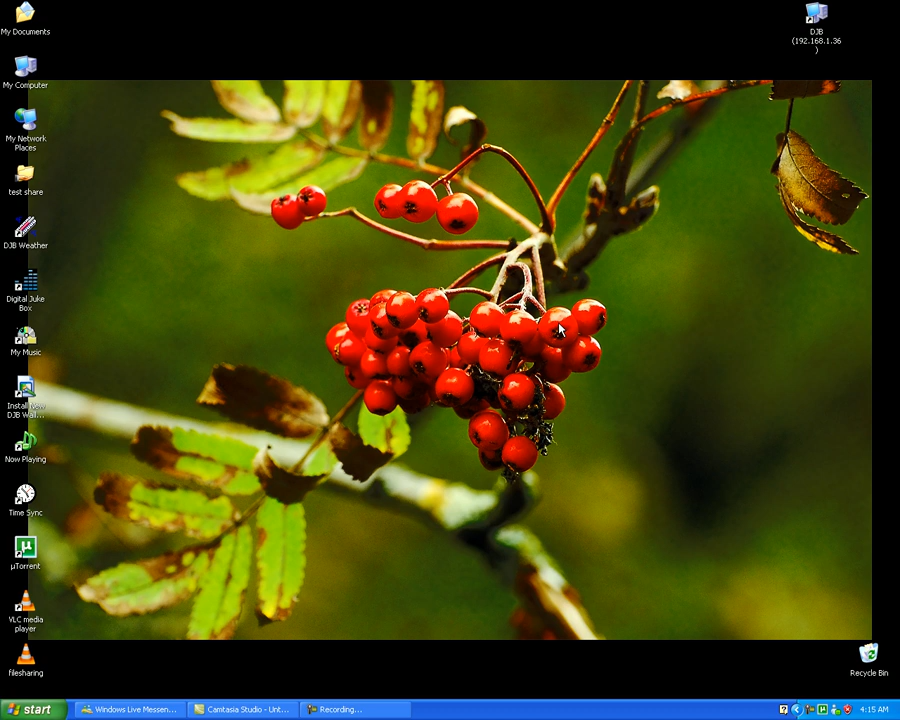 My Documents
DJB
(192.168.1.36
)
My Computer
My Network
Places
test share
DJB Weather
Digital Juke
Box
My Music
Install New
DJB Wall...
Now Playing
Time Sync
µTorrent
VLC media
player
filesharing
Recycle Bin
start
Windows Live Messen...
Camtasia Studio - Unt...
Recording...
4:15 AM